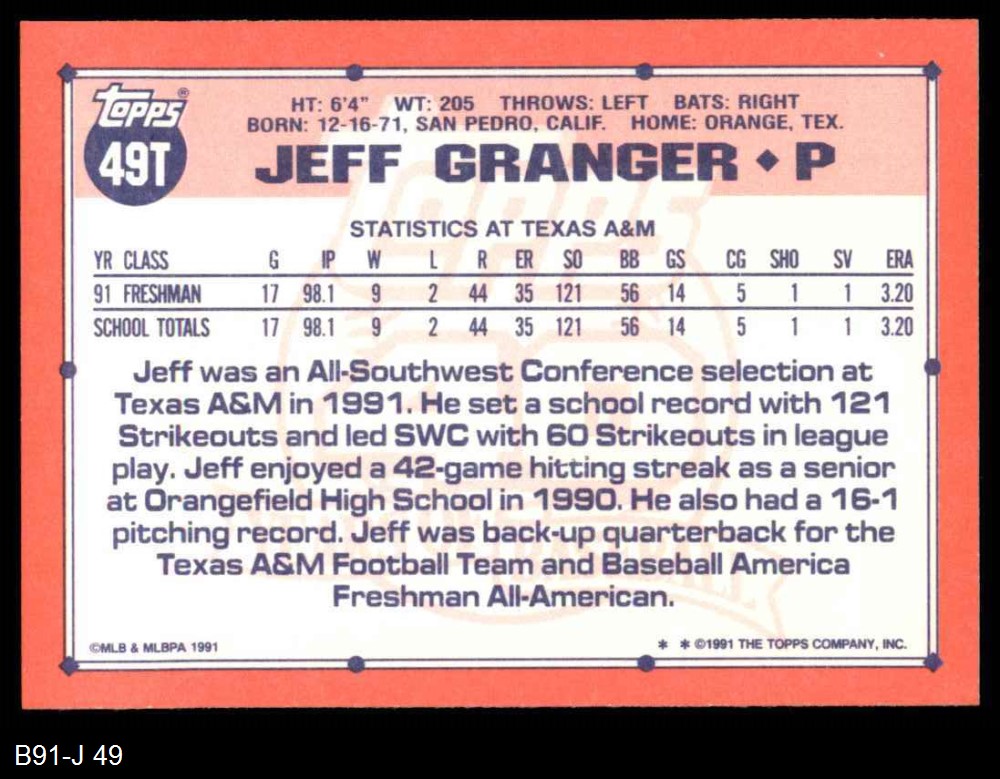 topps®
49T
HT: 6'4" WT: 205 THROWS: LEFT BATS: RIGHT
BORN: 12-16-71, SAN PEDRO, CALIF. HOME: ORANGE, TEX.
JEFF GRANGER ◆ P
STATISTICS AT TEXAS A&M
YR CLASS G IP W L R ER SO BB GS CG SHO SV ERA
91 FRESHMAN 17 98.1 9 2 44 35 121 56 14 5 1 1 3.20
SCHOOL TOTALS 17 98.1 9 2 44 35 121 56 14 5 1 1 3.20
Jeff was an All-Southwest Conference selection at
Texas A&M in 1991. He set a school record with 121
Strikeouts and led SWC with 60 Strikeouts in league
play. Jeff enjoyed a 42-game hitting streak as a senior
at Orangefield High School in 1990. He also had a 16-1
pitching record. Jeff was back-up quarterback for the
Texas A&M Football Team and Baseball America
Freshman All-American.
©MLB & MLBPA 1991
* * ©1991 THE TOPPS COMPANY, INC.
B91-J 49